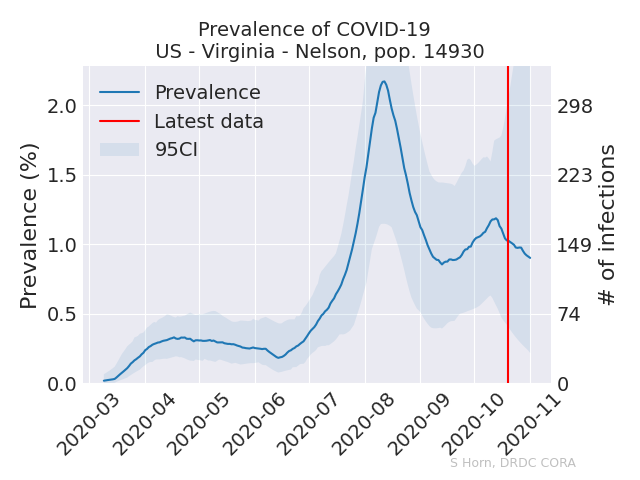 Prevalence of COVID-19
US - Virginia - Nelson, pop. 14930
Prevalence
Latest data
95CI
Prevalence (%)
2.0
1.5
1.0
0.5
0.0
298
223
149
74
0
# of infections
2020-03
2020-04
2020-05
2020-06
2020-07
2020-08
2020-09
2020-10
2020-11
S Horn, DRDC CORA